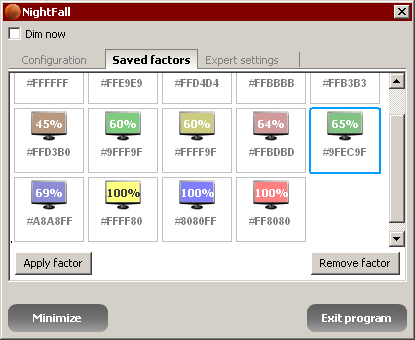 NightFall
Dim now
Configuration Saved factors Expert settings
#FFFFFF #FFE9E9 #FFD4D4 #FFBBBB #FFB3B3
45% 60% 60% 64% 65%
#FFD3B0 #9FFF9F #FFFF9F #FFBDBD #9FEC9F
69% 100% 100% 100%
#A8A8FF #FFFF80 #8080FF #FF8080
Apply factor Remove factor
Minimize Exit program